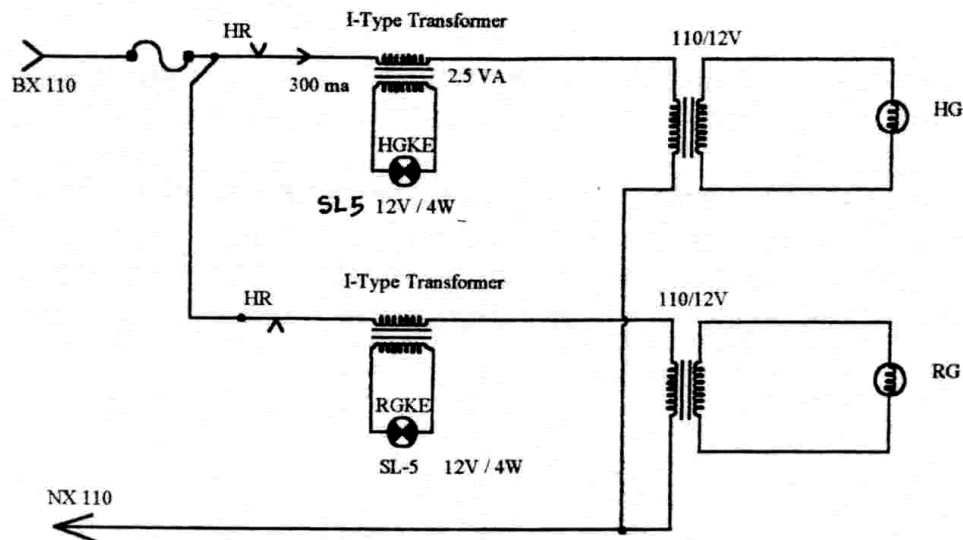 I-Type Transformer
HR
110/12V
BX 110
300 ma
2.5 VA
HG
HGKE
SL5 12V / 4W
I-Type Transformer
HR
110/12V
RG
RGKE
SL-5 12V / 4W
NX 110